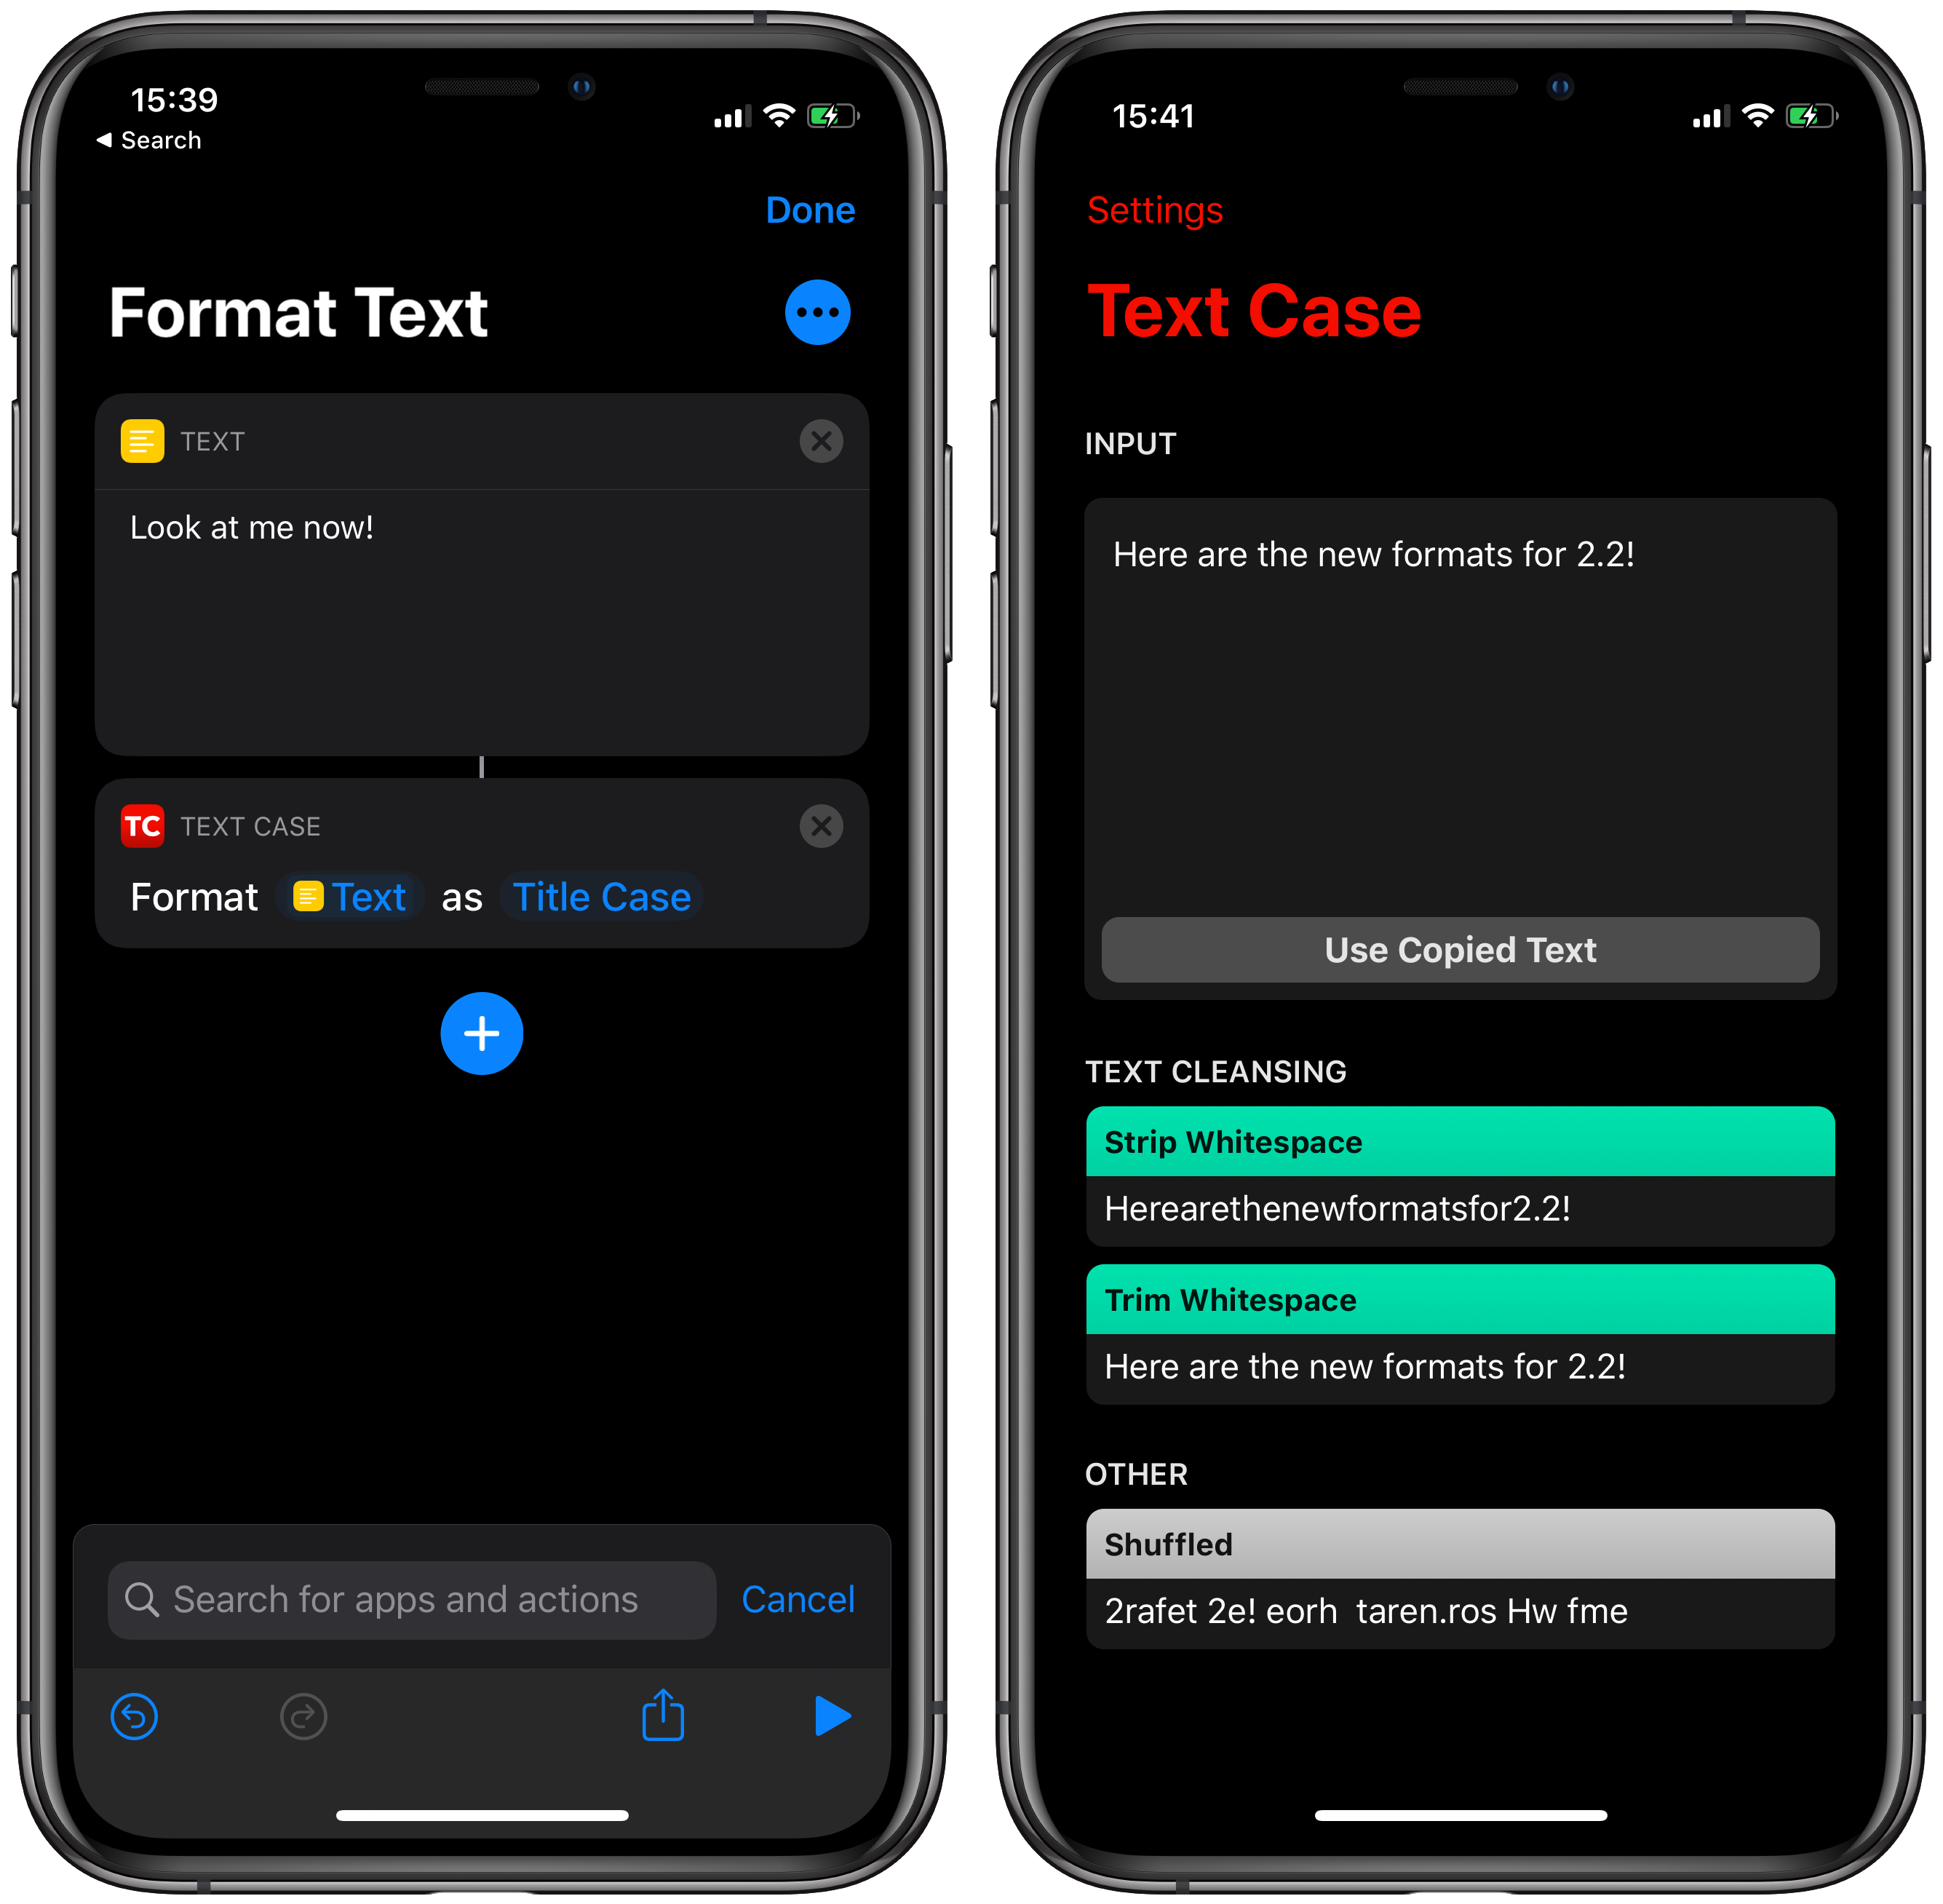 15:39
Search
Done
Format Text
TEXT
Look at me now!
TC TEXT CASE
Format Text as Title Case
Search for apps and actions Cancel
15:41
Settings
Text Case
INPUT
Here are the new formats for 2.2!
Use Copied Text
TEXT CLEANSING
Strip Whitespace
Herearethenewformatsfor2.2!
Trim Whitespace
Here are the new formats for 2.2!
OTHER
Shuffled
2rafet 2e! eorh  taren.ros Hw fme